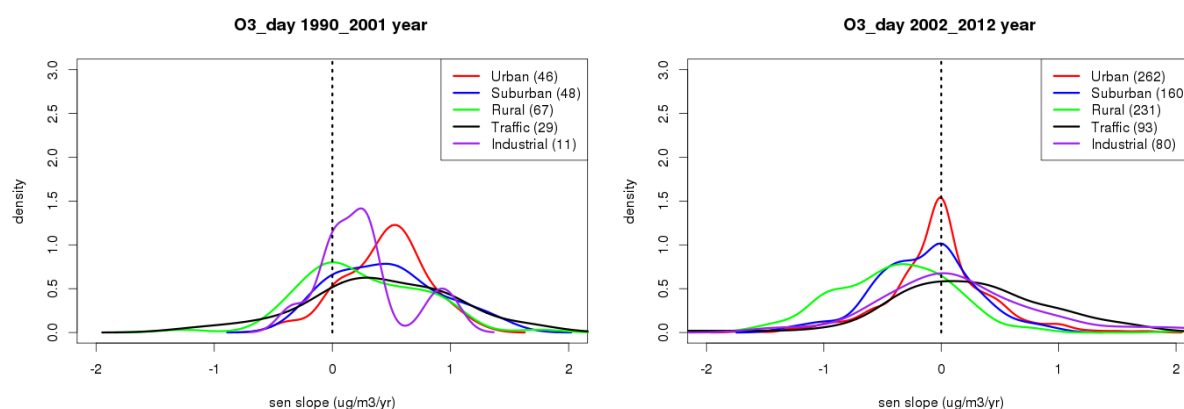 O3_day 1990_2001 year
3.0
2.5
2.0
1.5
1.0
0.5
0.0
density
Urban (46)
Suburban (48)
Rural (67)
Traffic (29)
Industrial (11)
-2
-1
0
1
2
sen slope (ug/m3/yr)
O3_day 2002_2012 year
3.0
2.5
2.0
1.5
1.0
0.5
0.0
density
Urban (262)
Suburban (160
Rural (231)
Traffic (93)
Industrial (80)
-2
-1
0
1
2
sen slope (ug/m3/yr)